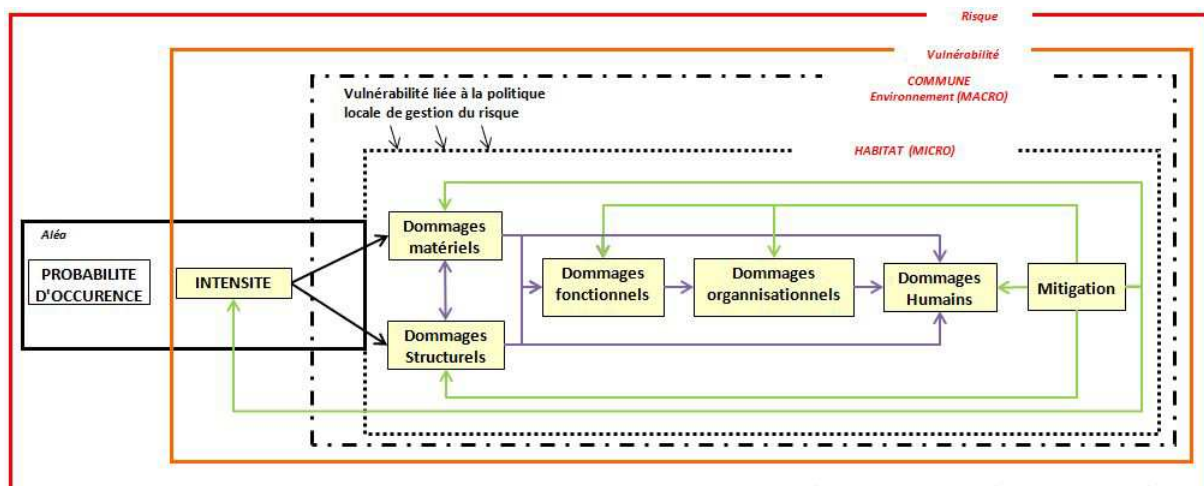 Risque
Vulnérabilité
COMMUNE
Environnement (MACRO)
Vulnérabilité liée à la politique
locale de gestion du risque
HABITAT (MICRO)
Aléa
PROBABILITE
D'OCCURENCE
INTENSITE
Dommages
matériels
Dommages
Structurels
Dommages
fonctionnels
Dommages
organnisationnels
Dommages
Humains
Mitigation